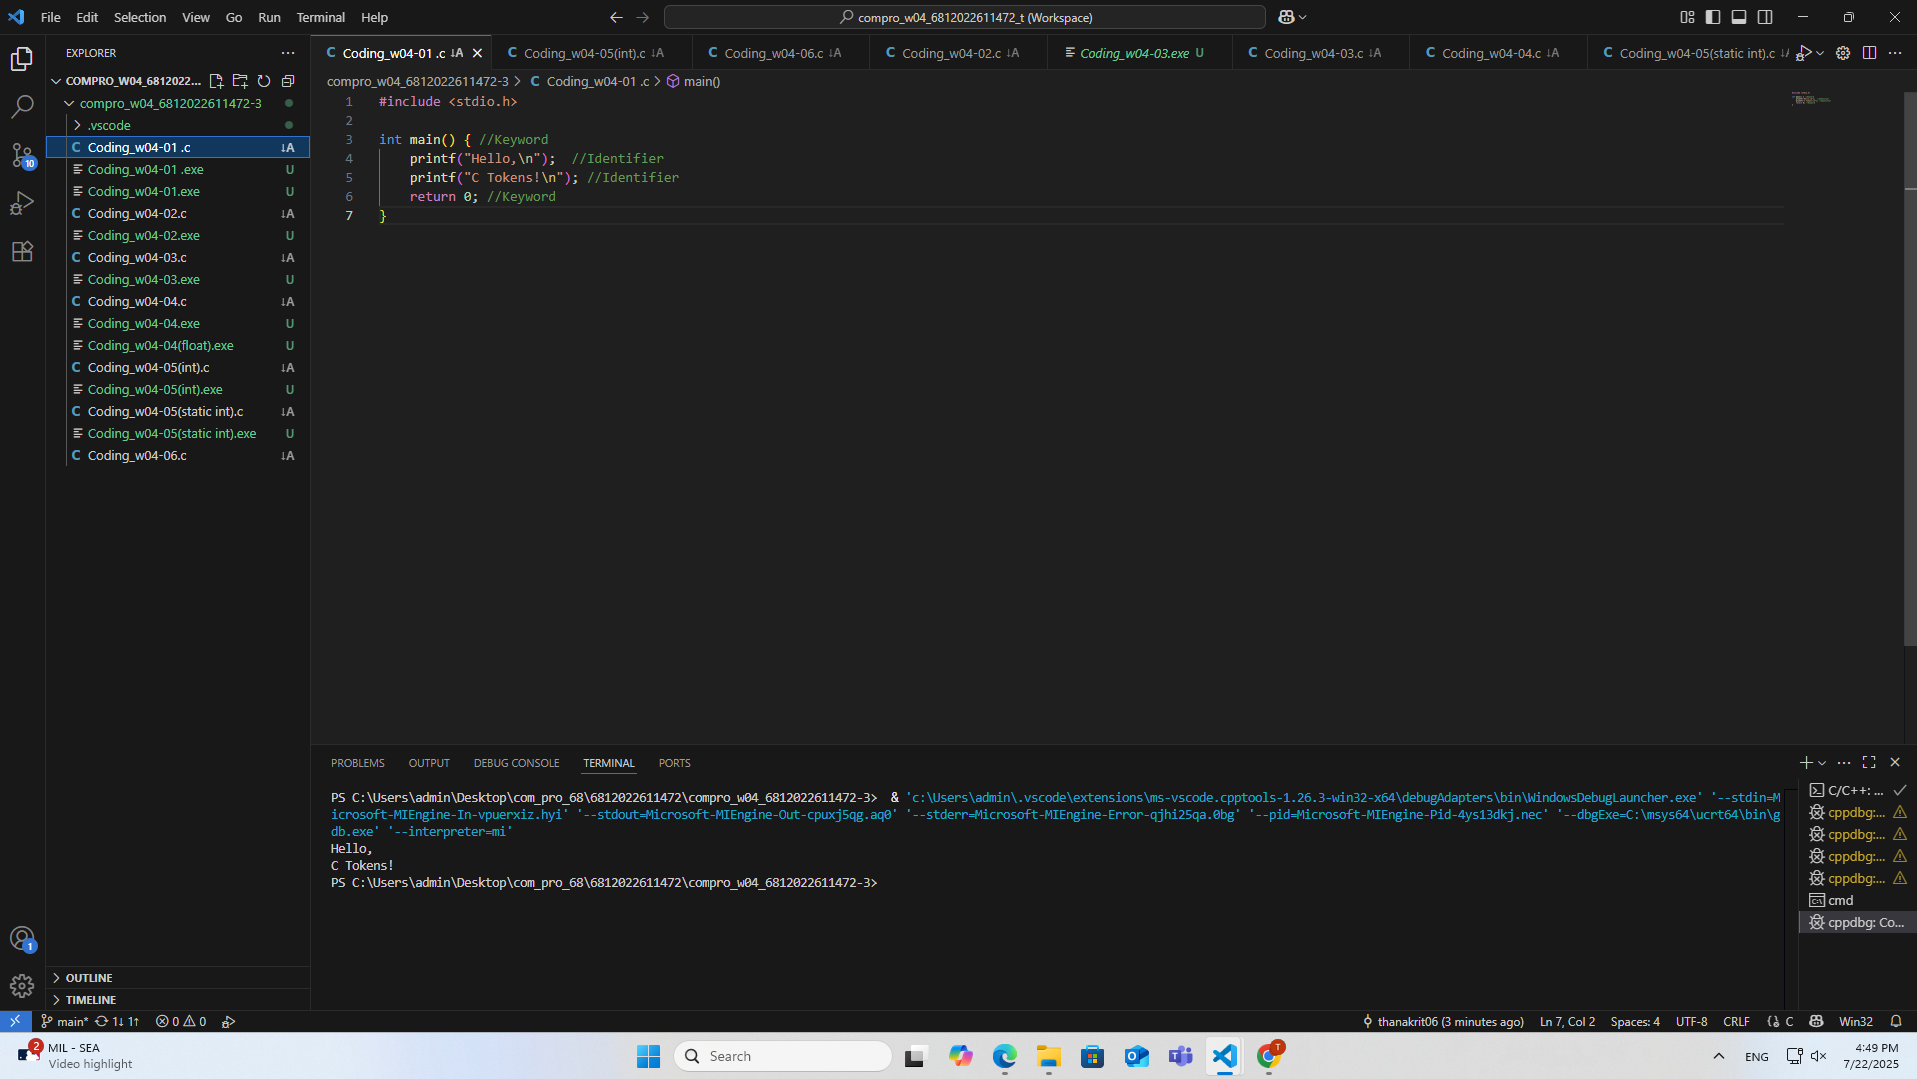 File Edit Selection View Go Run Terminal Help
compro_w04_6812022611472_t (Workspace)
EXPLORER
COMPRO_W04_6812022...
compro_w04_6812022611472-3
.vscode
Coding_w04-01 .c ↓A
Coding_w04-01 .exe U
Coding_w04-01.exe U
Coding_w04-02.c ↓A
Coding_w04-02.exe U
Coding_w04-03.c ↓A
Coding_w04-03.exe U
Coding_w04-04.c ↓A
Coding_w04-04.exe U
Coding_w04-04(float).exe U
Coding_w04-05(int).c ↓A
Coding_w04-05(int).exe U
Coding_w04-05(static int).c ↓A
Coding_w04-05(static int).exe U
Coding_w04-06.c ↓A
OUTLINE
TIMELINE
10
1
Coding_w04-01 .c ↓A Coding_w04-05(int).c ↓A Coding_w04-06.c ↓A Coding_w04-02.c ↓A Coding_w04-03.exe U Coding_w04-03.c ↓A Coding_w04-04.c ↓A Coding_w04-05(static int).c
compro_w04_6812022611472-3 > C Coding_w04-01 .c > main()
1 #include <stdio.h>
2
3 int main() { //Keyword
4 printf("Hello,\n");  //Identifier
5 printf("C Tokens!\n"); //Identifier
6 return 0; //Keyword
7 }
PROBLEMS OUTPUT DEBUG CONSOLE TERMINAL PORTS
PS C:\Users\admin\Desktop\com_pro_68\6812022611472\compro_w04_6812022611472-3>  & 'c:\Users\admin\.vscode\extensions\ms-vscode.cpptools-1.26.3-win32-x64\debugAdapters\bin\WindowsDebugLauncher.exe' '--stdin=M
icrosoft-MIEngine-In-vpuerxiz.hyi' '--stdout=Microsoft-MIEngine-Out-cpuxj5qg.aq0' '--stderr=Microsoft-MIEngine-Error-qjhi25qa.0bg' '--pid=Microsoft-MIEngine-Pid-4ys13dkj.nec' '--dbgExe=C:\msys64\ucrt64\bin\g
db.exe' '--interpreter=mi'
Hello,
C Tokens!
PS C:\Users\admin\Desktop\com_pro_68\6812022611472\compro_w04_6812022611472-3>
C/C++: ...
cppdbg:...
cppdbg:...
cppdbg:...
cppdbg:...
cmd
cppdbg: Co...
main* 1↓ 1↑ 0 0 thanakrit06 (3 minutes ago) Ln 7, Col 2 Spaces: 4 UTF-8 CRLF {} C Win32
2
MIL - SEA
Video highlight
Search
T
ENG
4:49 PM
7/22/2025